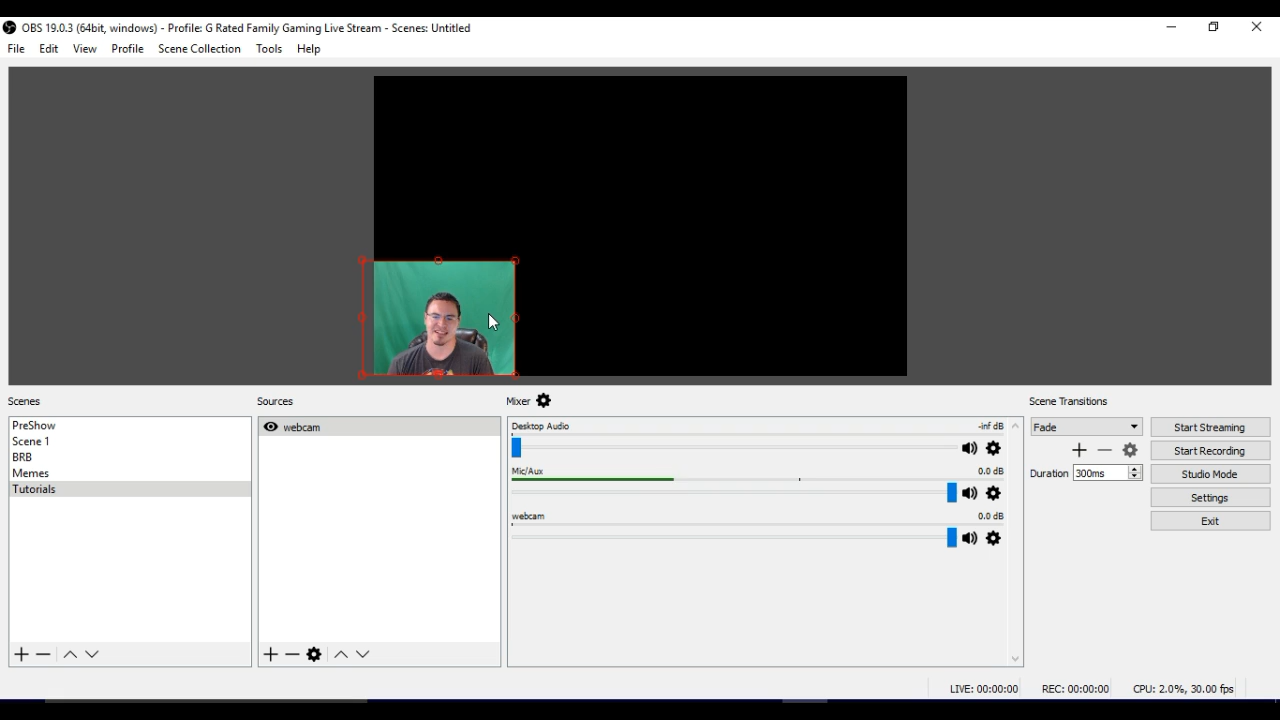 OBS 19.0.3 (64bit, windows) - Profile: G Rated Family Gaming Live Stream - Scenes: Untitled
File Edit View Profile Scene Collection Tools Help
Scenes
PreShow
Scene 1
BRB
Memes
Tutorials
Sources
webcam
Mixer
Desktop Audio -inf dB
Mic/Aux 0.0 dB
webcam 0.0 dB
Scene Transitions
Fade
Duration 300ms
Start Streaming
Start Recording
Studio Mode
Settings
Exit
LIVE: 00:00:00 REC: 00:00:00 CPU: 2.0%, 30.00 fps